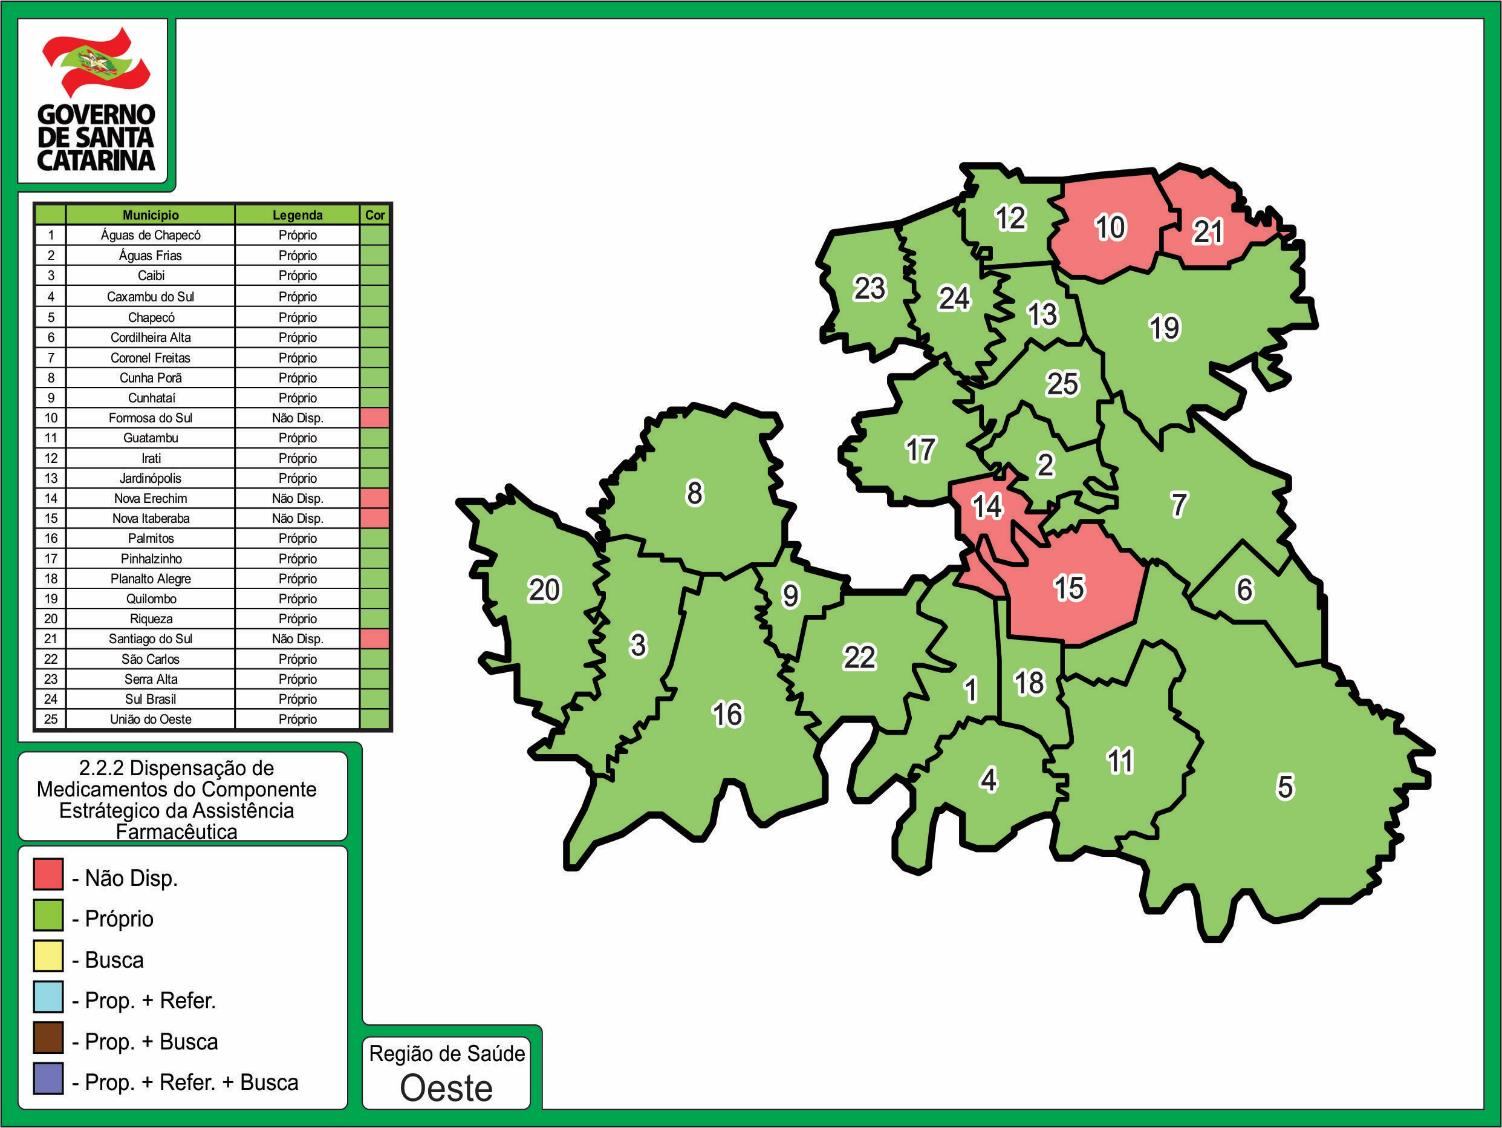 GOVERNO
DE SANTA
CATARINA
Município Legenda Cor
1 Águas de Chapecó Próprio
2 Águas Frias Próprio
3 Caibi Próprio
4 Caxambu do Sul Próprio
5 Chapecó Próprio
6 Cordilheira Alta Próprio
7 Coronel Freitas Próprio
8 Cunha Porã Próprio
9 Cunhataí Próprio
10 Formosa do Sul Não Disp.
11 Guatambu Próprio
12 Irati Próprio
13 Jardinópolis Próprio
14 Nova Erechim Não Disp.
15 Nova Itaberaba Não Disp.
16 Palmitos Próprio
17 Pinhalzinho Próprio
18 Planalto Alegre Próprio
19 Quilombo Próprio
20 Riqueza Próprio
21 Santiago do Sul Não Disp.
22 São Carlos Próprio
23 Serra Alta Próprio
24 Sul Brasil Próprio
25 União do Oeste Próprio
2.2.2 Dispensação de
Medicamentos do Componente
Estrátegico da Assistência
Farmacêutica
- Não Disp.
- Próprio
- Busca
- Prop. + Refer.
- Prop. + Busca
- Prop. + Refer. + Busca
Região de Saúde
Oeste
12
10
21
23
24
13
19
25
17
2
8
14
7
20
9
15
6
3
22
1
18
16
4
11
5